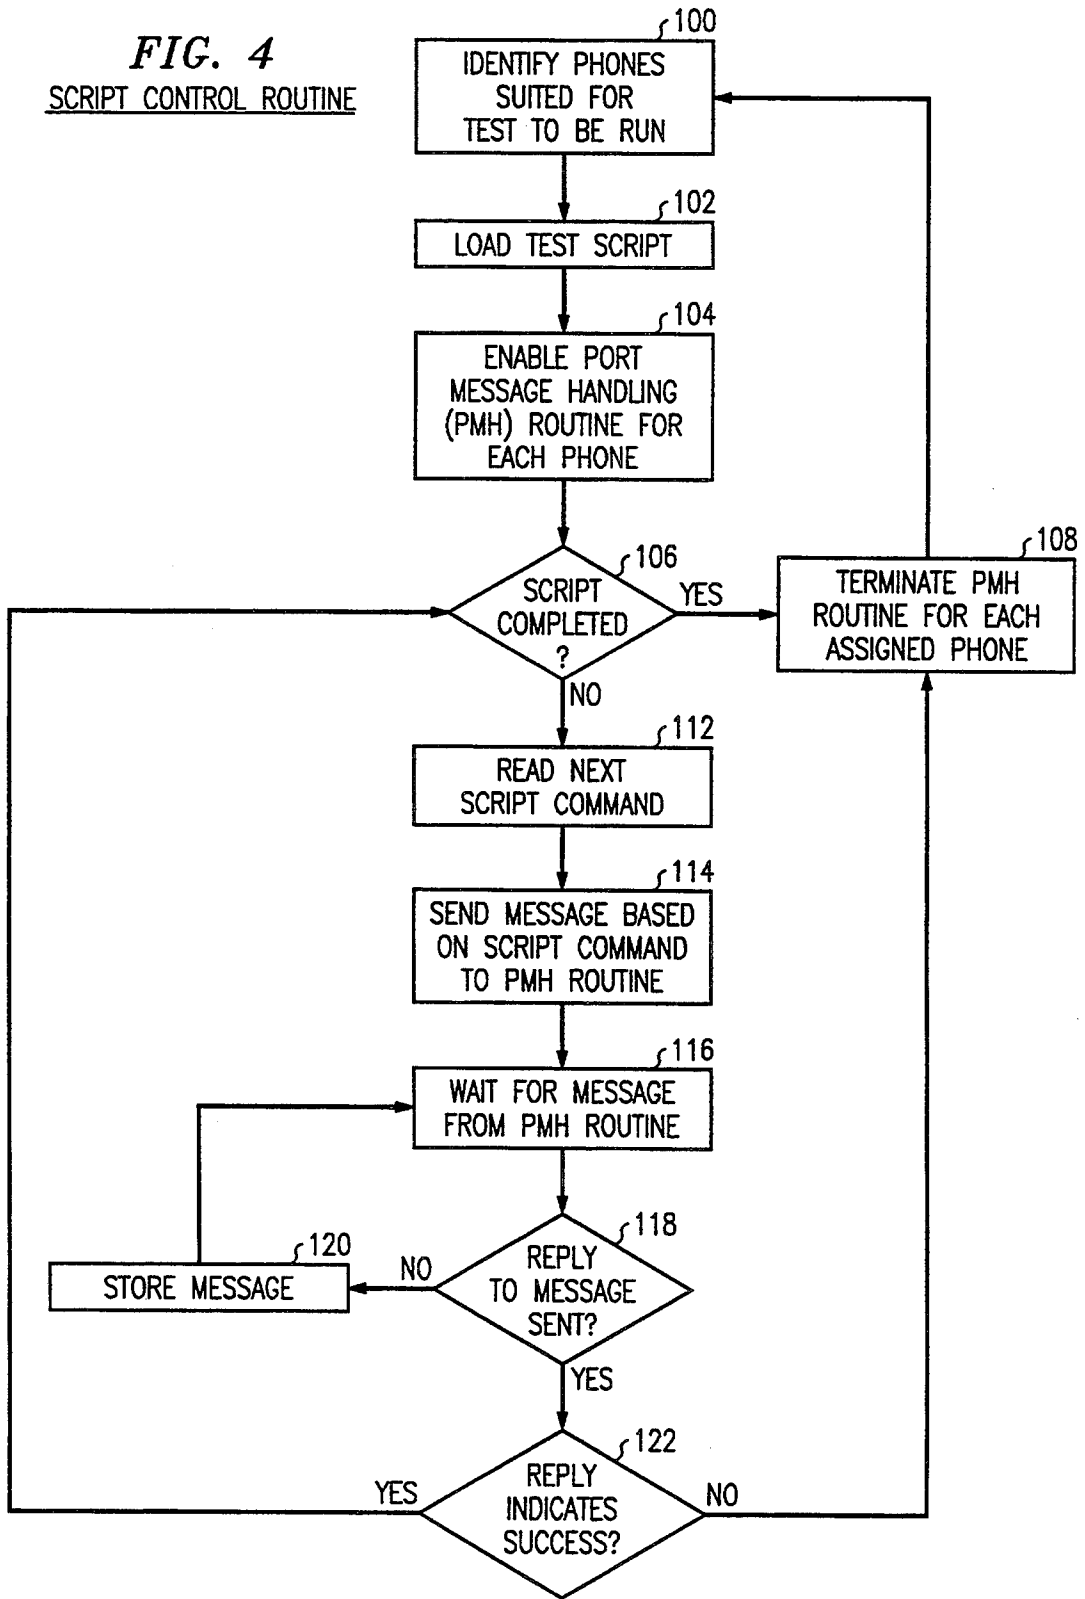 FIG. 4
SCRIPT CONTROL ROUTINE
100
IDENTIFY PHONES
SUITED FOR
TEST TO BE RUN
102
LOAD TEST SCRIPT
104
ENABLE PORT
MESSAGE HANDLING
(PMH) ROUTINE FOR
EACH PHONE
106
SCRIPT
COMPLETED
?
YES
NO
108
TERMINATE PMH
ROUTINE FOR EACH
ASSIGNED PHONE
112
READ NEXT
SCRIPT COMMAND
114
SEND MESSAGE BASED
ON SCRIPT COMMAND
TO PMH ROUTINE
116
WAIT FOR MESSAGE
FROM PMH ROUTINE
118
REPLY
TO MESSAGE
SENT?
NO
YES
120
STORE MESSAGE
122
REPLY
INDICATES
SUCCESS?
YES
NO